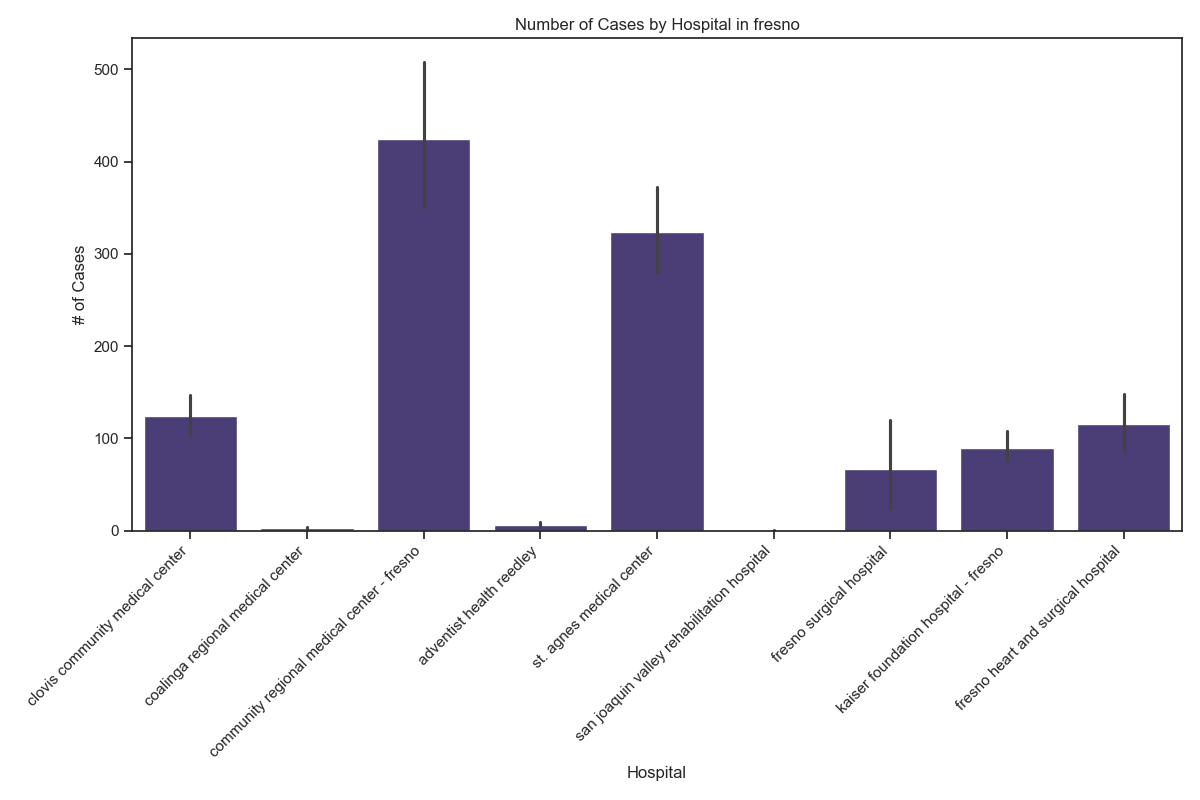 Number of Cases by Hospital in fresno
# of Cases
500
400
300
200
100
0
clovis community medical center
coalinga regional medical center
community regional medical center - fresno
adventist health reedley
st. agnes medical center
san joaquin valley rehabilitation hospital
fresno surgical hospital
kaiser foundation hospital - fresno
fresno heart and surgical hospital
Hospital